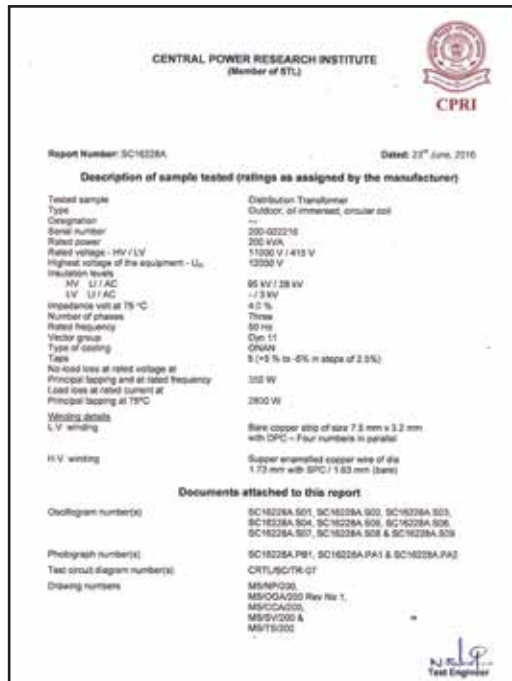 CENTRAL POWER RESEARCH INSTITUTE
(Member of STL)
CPRI
Report Number: SC16228A
Dated: 23rd June, 2016
Description of sample tested (ratings as assigned by the manufacturer)
Tested sample Distribution Transformer
Type Outdoor, oil immersed, circular coil
Designation ---
Serial number 200-022216
Rated power 200 kVA
Rated voltage - HV / LV 11000 V / 415 V
Highest voltage of the equipment - Um 12000 V
Insulation levels
HV LI / AC 95 kV / 28 kV
LV LI / AC - / 3 kV
Impedance volt at 75 °C 4.0 %
Number of phases Three
Rated frequency 50 Hz
Vector group Dyn 11
Type of cooling ONAN
Taps 5 (+5 % to -5% in steps of 2.5%)
No-load loss at rated voltage at
Principal tapping and at rated frequency 350 W
Load loss at rated current at
Principal tapping at 75°C 2800 W
Winding details
L.V. winding Bare copper strip of size 7.5 mm x 3.2 mm
with DPC – Four numbers in parallel
H.V. winding Supper enamelled copper wire of dia
1.73 mm with SPC / 1.63 mm (bare)
Documents attached to this report
Oscillogram number(s) SC16228A.S01, SC16228A.S02, SC16228A.S03,
SC16228A.S04, SC16228A.S05, SC16228A.S06,
SC16228A.S07, SC16228A.S08 & SC16228A.S09
Photograph number(s) SC16228A.PB1, SC16228A.PA1 & SC16228A.PA2
Test circuit diagram number(s) CRTL/SC/TR-07
Drawing numbers MS/NP/200,
MS/OGA/200 Rev No 1,
MS/CCA/200,
MS/SV/200 &
MS/TS/200
Test Engineer